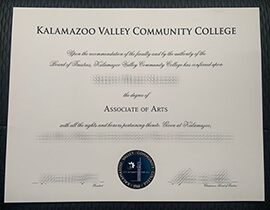 KALAMAZOO VALLEY COMMUNITY COLLEGE
Upon the recommendation of the faculty and by the authority of the
Board of Trustees, Kalamazoo Valley Community College has conferred upon
the degree of
ASSOCIATE OF ARTS
with all the rights and honors pertaining thereto. Given at Kalamazoo,
President